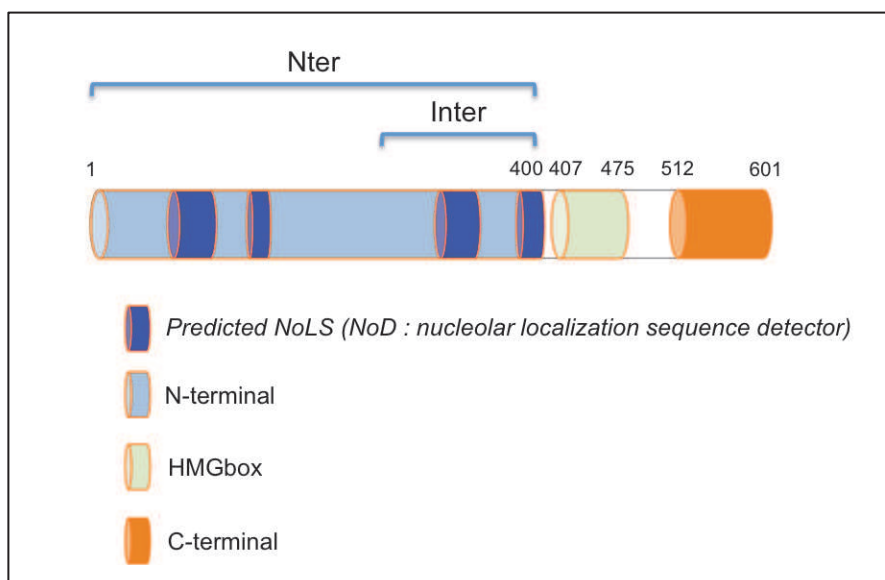 Nter
Inter
1 400 407 475 512 601
Predicted NoLS (NoD : nucleolar localization sequence detector)
N-terminal
HMGbox
C-terminal